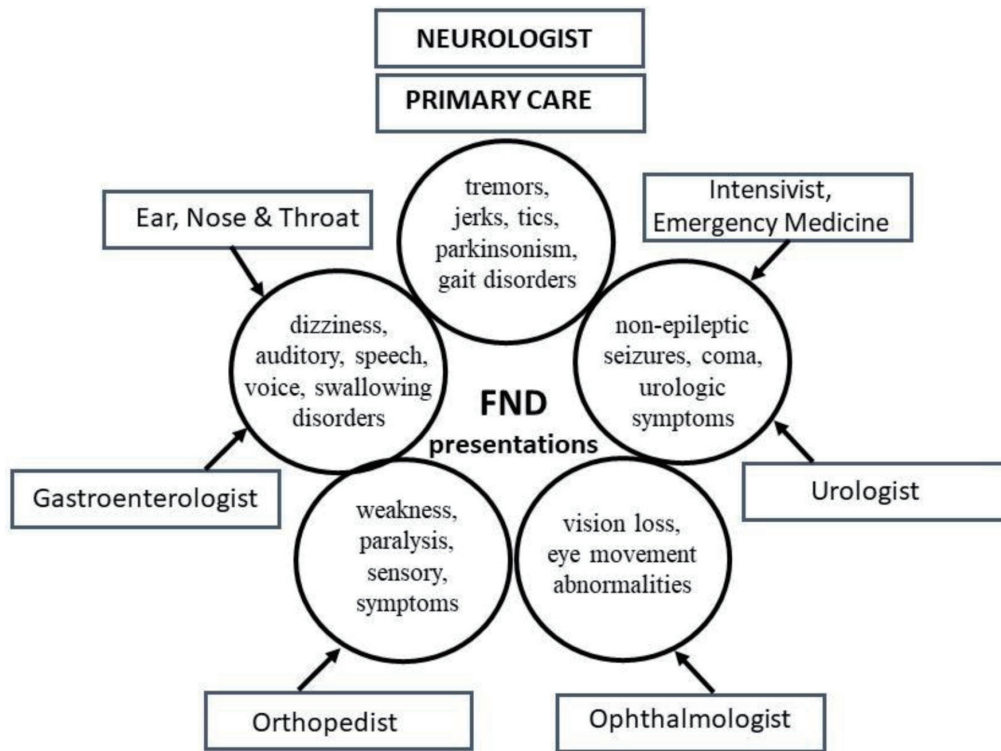 NEUROLOGIST
PRIMARY CARE
tremors,
jerks, tics,
parkinsonism,
gait disorders
Ear, Nose & Throat
Intensivist,
Emergency Medicine
dizziness,
auditory, speech,
voice, swallowing
disorders
non-epileptic
seizures, coma,
urologic
symptoms
FND
presentations
Gastroenterologist
Urologist
weakness,
paralysis,
sensory,
symptoms
vision loss,
eye movement
abnormalities
Orthopedist
Ophthalmologist